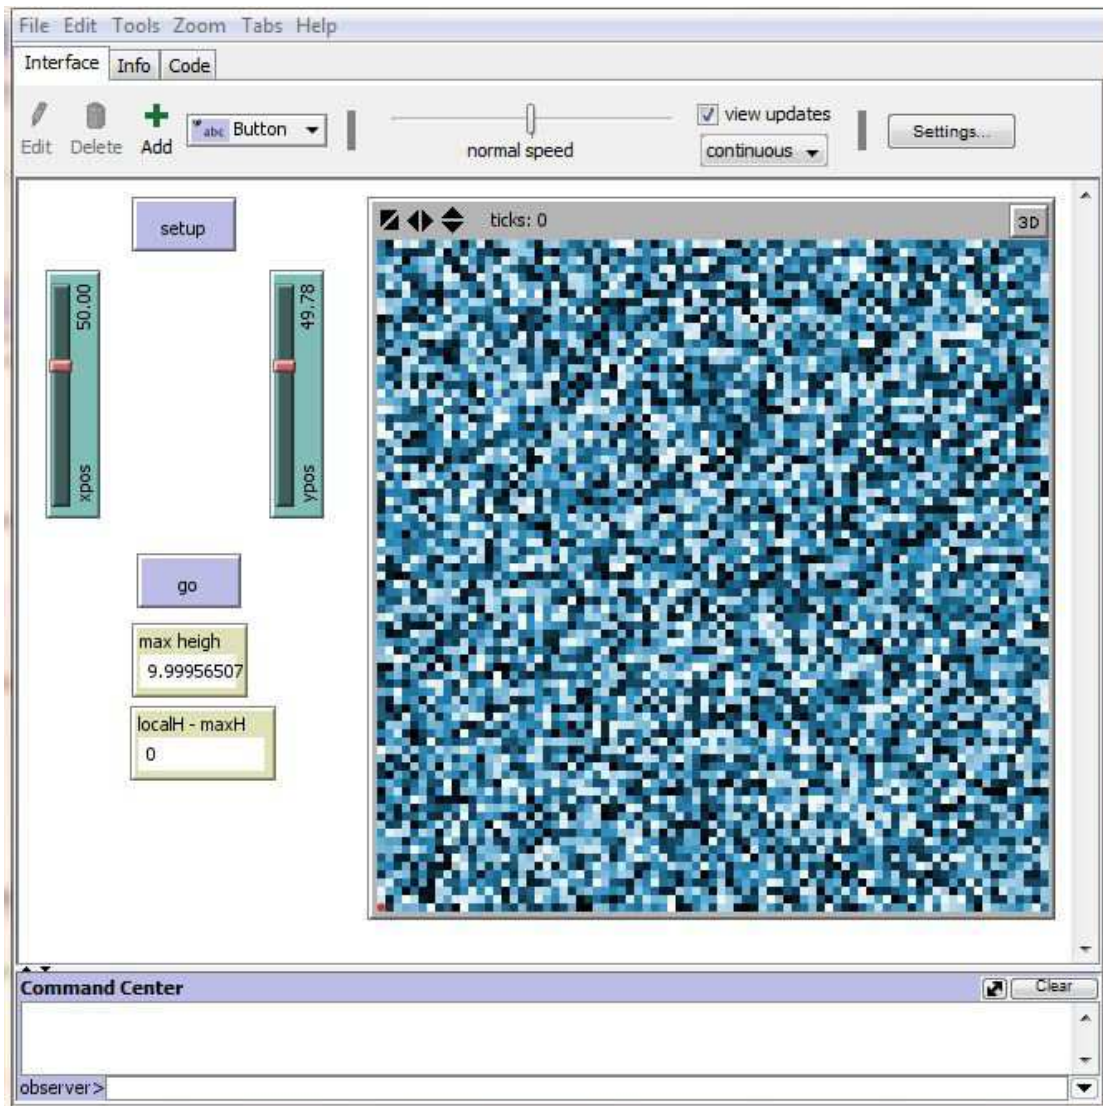 File Edit Tools Zoom Tabs Help
Interface Info Code
Edit Delete Add abc Button normal speed view updates continuous Settings...
setup
ticks: 0 3D
50.00 xpos
49.78 ypos
go
max heigh
9.99956507
localH - maxH
0
Command Center Clear
observer>